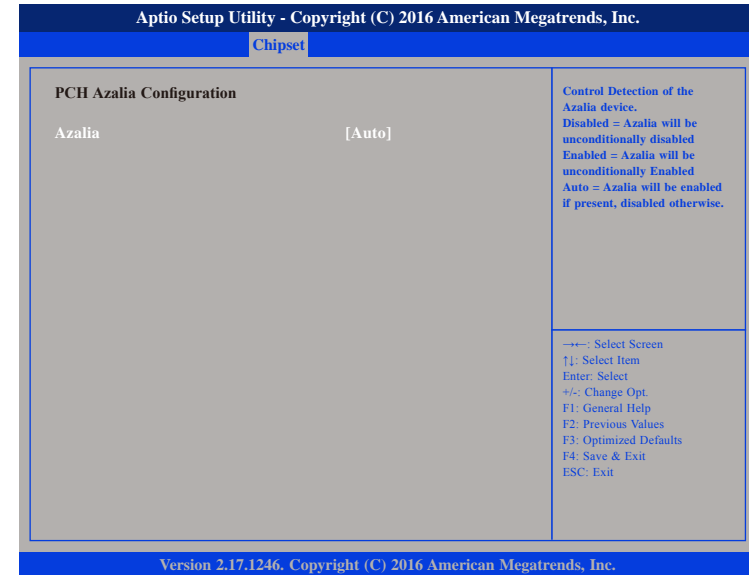 Aptio Setup Utility - Copyright (C) 2016 American Megatrends, Inc.
Chipset
PCH Azalia Configuration
Azalia [Auto]
Control Detection of the
Azalia device.
Disabled = Azalia will be
unconditionally disabled
Enabled = Azalia will be
unconditionally Enabled
Auto = Azalia will be enabled
if present, disabled otherwise.
→←: Select Screen
↑↓: Select Item
Enter: Select
+/-: Change Opt.
F1: General Help
F2: Previous Values
F3: Optimized Defaults
F4: Save & Exit
ESC: Exit
Version 2.17.1246. Copyright (C) 2016 American Megatrends, Inc.